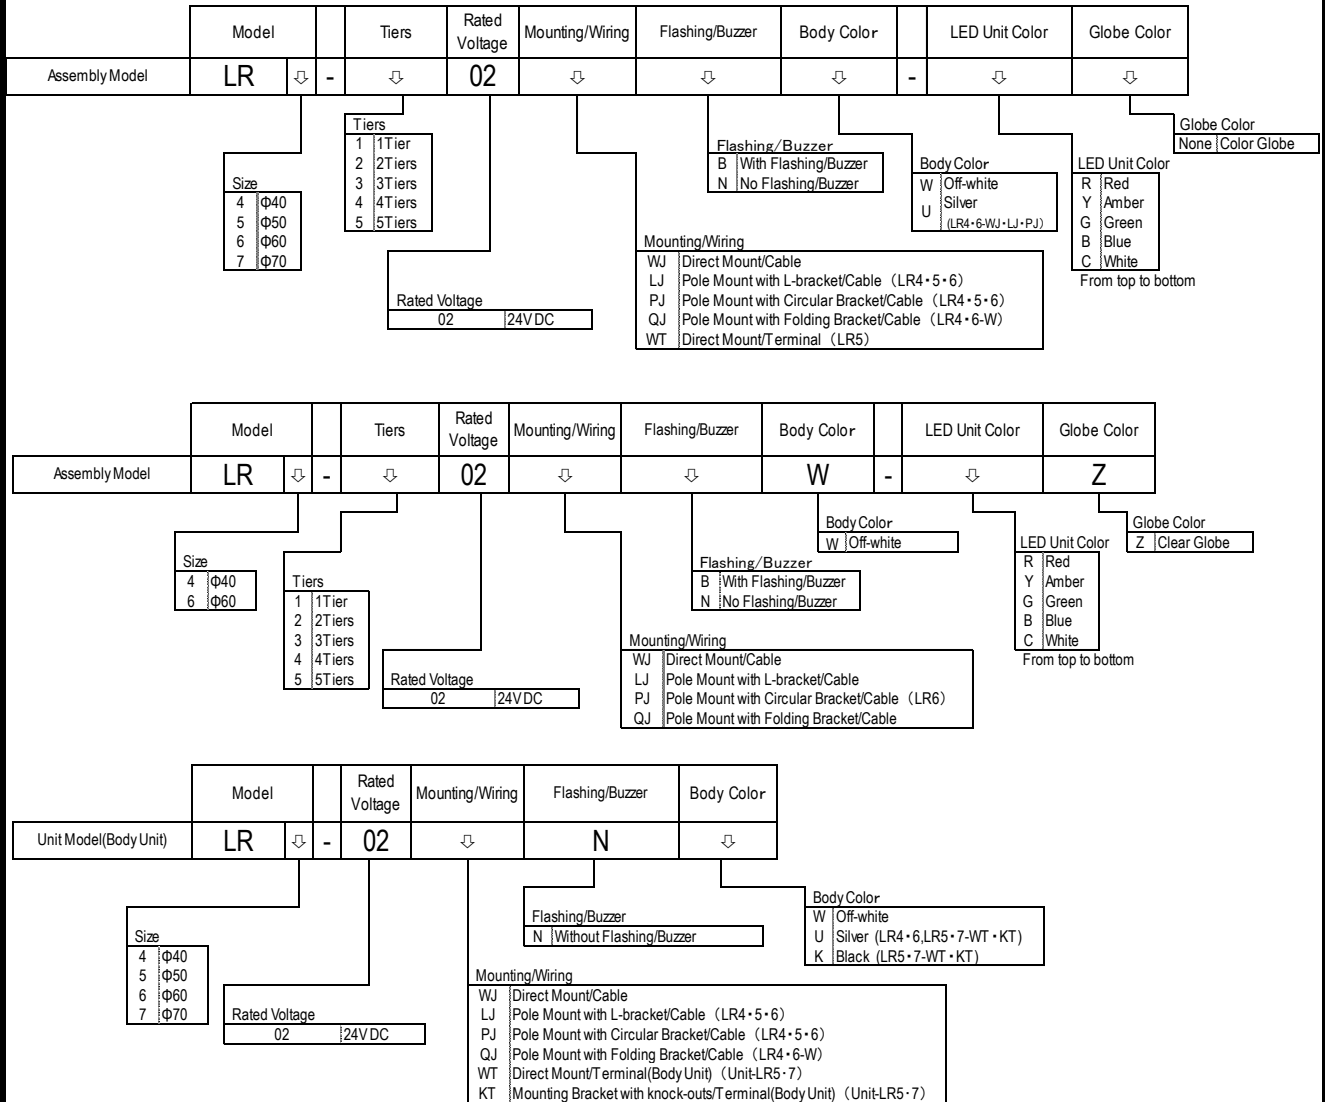 Model Tiers Rated Voltage Mounting/Wiring Flashing/Buzzer Body Color LED Unit Color Globe Color
Assembly Model LR ⇩ - ⇩ 02 ⇩ ⇩ ⇩ - ⇩ ⇩
Size
4 Φ40
5 Φ50
6 Φ60
7 Φ70
Tiers
1 1Tier
2 2Tiers
3 3Tiers
4 4Tiers
5 5Tiers
Rated Voltage
02 24V DC
Mounting/Wiring
WJ Direct Mount/Cable
LJ Pole Mount with L-bracket/Cable（LR4・5・6）
PJ Pole Mount with Circular Bracket/Cable（LR4・5・6）
QJ Pole Mount with Folding Bracket/Cable（LR4・6-W）
WT Direct Mount/Terminal（LR5）
Flashing/Buzzer
B With Flashing/Buzzer
N No Flashing/Buzzer
Body Color
W Off-white
U Silver
(LR4・6-WJ・LJ・PJ)
LED Unit Color
R Red
Y Amber
G Green
B Blue
C White
From top to bottom
Globe Color
None Color Globe
Model Tiers Rated Voltage Mounting/Wiring Flashing/Buzzer Body Color LED Unit Color Globe Color
Assembly Model LR ⇩ - ⇩ 02 ⇩ ⇩ W - ⇩ Z
Size
4 Φ40
6 Φ60
Tiers
1 1Tier
2 2Tiers
3 3Tiers
4 4Tiers
5 5Tiers
Rated Voltage
02 24V DC
Mounting/Wiring
WJ Direct Mount/Cable
LJ Pole Mount with L-bracket/Cable
PJ Pole Mount with Circular Bracket/Cable（LR6）
QJ Pole Mount with Folding Bracket/Cable
Flashing/Buzzer
B With Flashing/Buzzer
N No Flashing/Buzzer
Body Color
W Off-white
LED Unit Color
R Red
Y Amber
G Green
B Blue
C White
From top to bottom
Globe Color
Z Clear Globe
Model Rated Voltage Mounting/Wiring Flashing/Buzzer Body Color
Unit Model(Body Unit) LR ⇩ - 02 ⇩ N ⇩
Size
4 Φ40
5 Φ50
6 Φ60
7 Φ70
Rated Voltage
02 24V DC
Flashing/Buzzer
N Without Flashing/Buzzer
Body Color
W Off-white
U Silver (LR4・6,LR5・7-WT・KT)
K Black (LR5・7-WT・KT)
Mounting/Wiring
WJ Direct Mount/Cable
LJ Pole Mount with L-bracket/Cable（LR4・5・6）
PJ Pole Mount with Circular Bracket/Cable（LR4・5・6）
QJ Pole Mount with Folding Bracket/Cable（LR4・6-W）
WT Direct Mount/Terminal(Body Unit)（Unit-LR5・7）
KT Mounting Bracket with knock-outs/Terminal(Body Unit)（Unit-LR5・7）